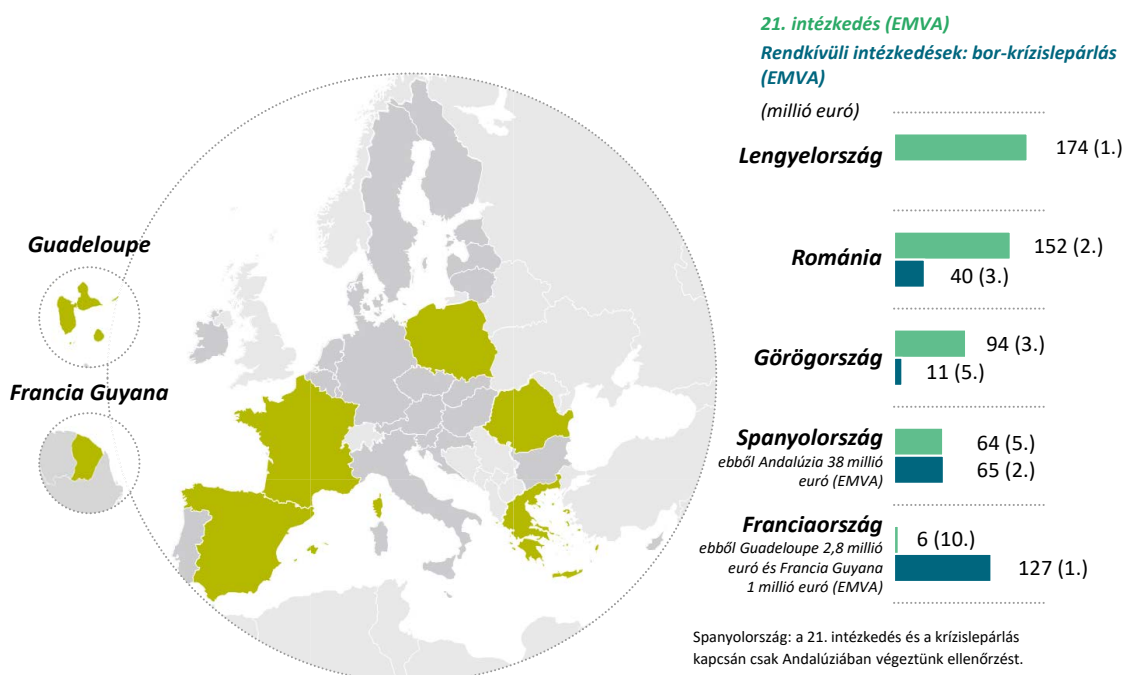 21. intézkedés (EMVA)
Rendkívüli intézkedések: bor-krízislepárlás
(EMVA)
(millió euró)
Lengyelország
174 (1.)
Románia
152 (2.)
40 (3.)
Görögország
94 (3.)
11 (5.)
Spanyolország
ebből Andalúzia 38 millió
euró (EMVA)
64 (5.)
65 (2.)
Franciaország
ebből Guadeloupe 2,8 millió
euró és Francia Guyana
1 millió euró (EMVA)
6 (10.)
127 (1.)
Guadeloupe
Francia Guyana
Spanyolország: a 21. intézkedés és a krízislepárlás
kapcsán csak Andalúziában végeztünk ellenőrzést.